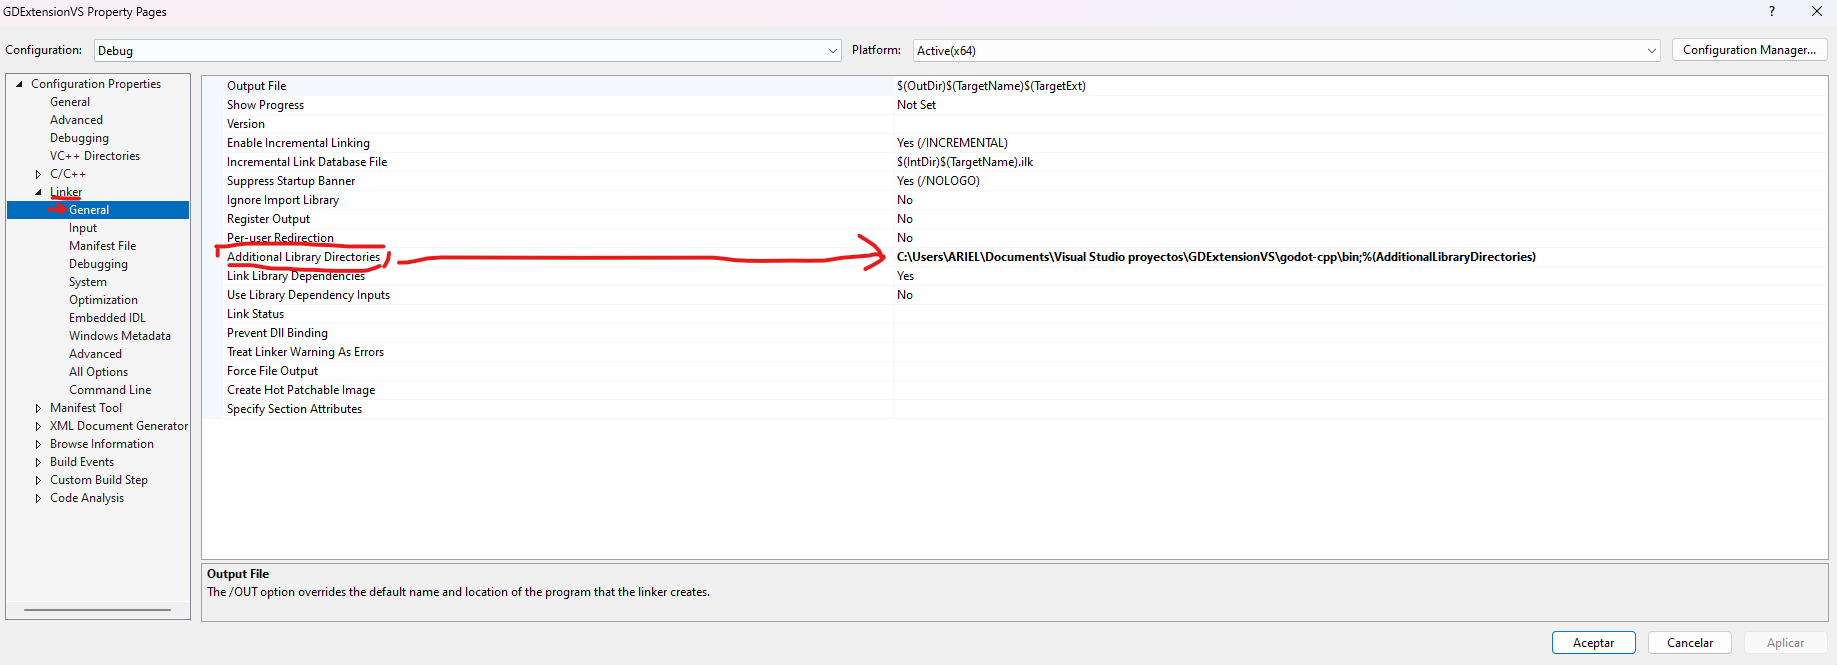 GDExtensionVS Property Pages
?
Configuration: Debug Platform: Active(x64) Configuration Manager...
Configuration Properties
General
Advanced
Debugging
VC++ Directories
C/C++
Linker
General
Input
Manifest File
Debugging
System
Optimization
Embedded IDL
Windows Metadata
Advanced
All Options
Command Line
Manifest Tool
XML Document Generator
Browse Information
Build Events
Custom Build Step
Code Analysis
Output File $(OutDir)$(TargetName)$(TargetExt)
Show Progress Not Set
Version
Enable Incremental Linking Yes (/INCREMENTAL)
Incremental Link Database File $(IntDir)$(TargetName).ilk
Suppress Startup Banner Yes (/NOLOGO)
Ignore Import Library No
Register Output No
Per-user Redirection No
Additional Library Directories C:\Users\ARIEL\Documents\Visual Studio proyectos\GDExtensionVS\godot-cpp\bin;%(AdditionalLibraryDirectories)
Link Library Dependencies Yes
Use Library Dependency Inputs No
Link Status
Prevent Dll Binding
Treat Linker Warning As Errors
Force File Output
Create Hot Patchable Image
Specify Section Attributes
Output File
The /OUT option overrides the default name and location of the program that the linker creates.
Aceptar Cancelar Aplicar